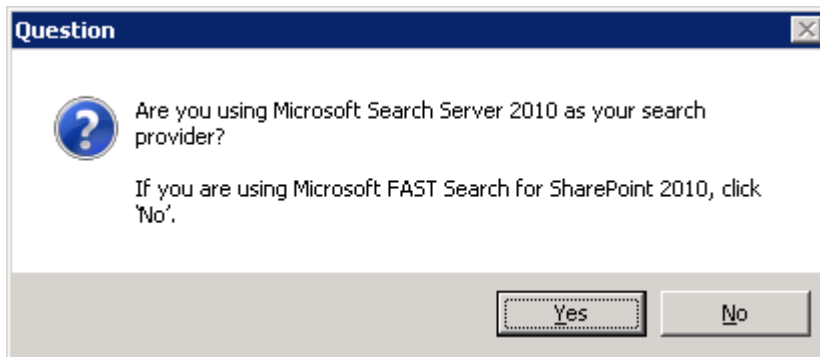 Question
Are you using Microsoft Search Server 2010 as your search
provider?
If you are using Microsoft FAST Search for SharePoint 2010, click
'No'.
Yes
No